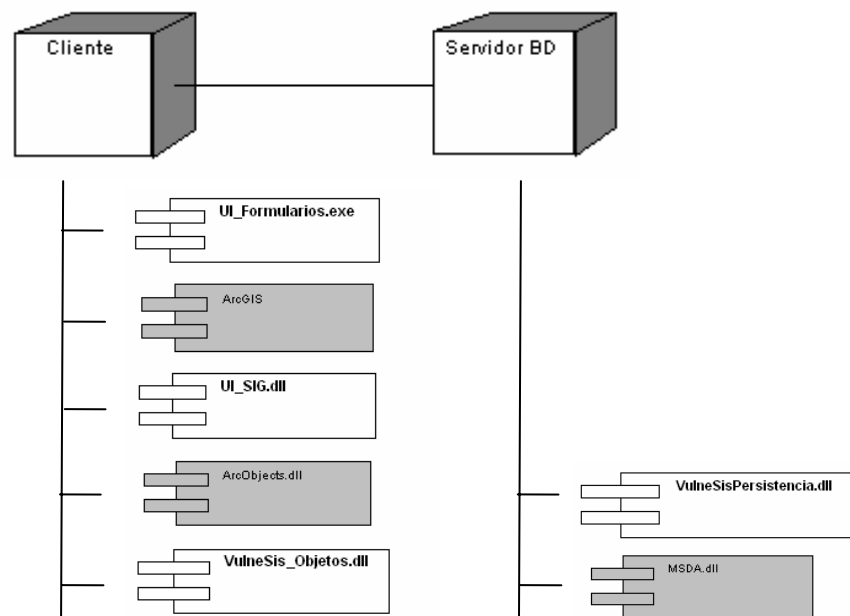 Cliente
Servidor BD
UI_Formularios.exe
ArcGIS
UI_SIG.dll
ArcObjects.dll
VulneSis_Objetos.dll
VulneSisPersistencia.dll
MSDA.dll